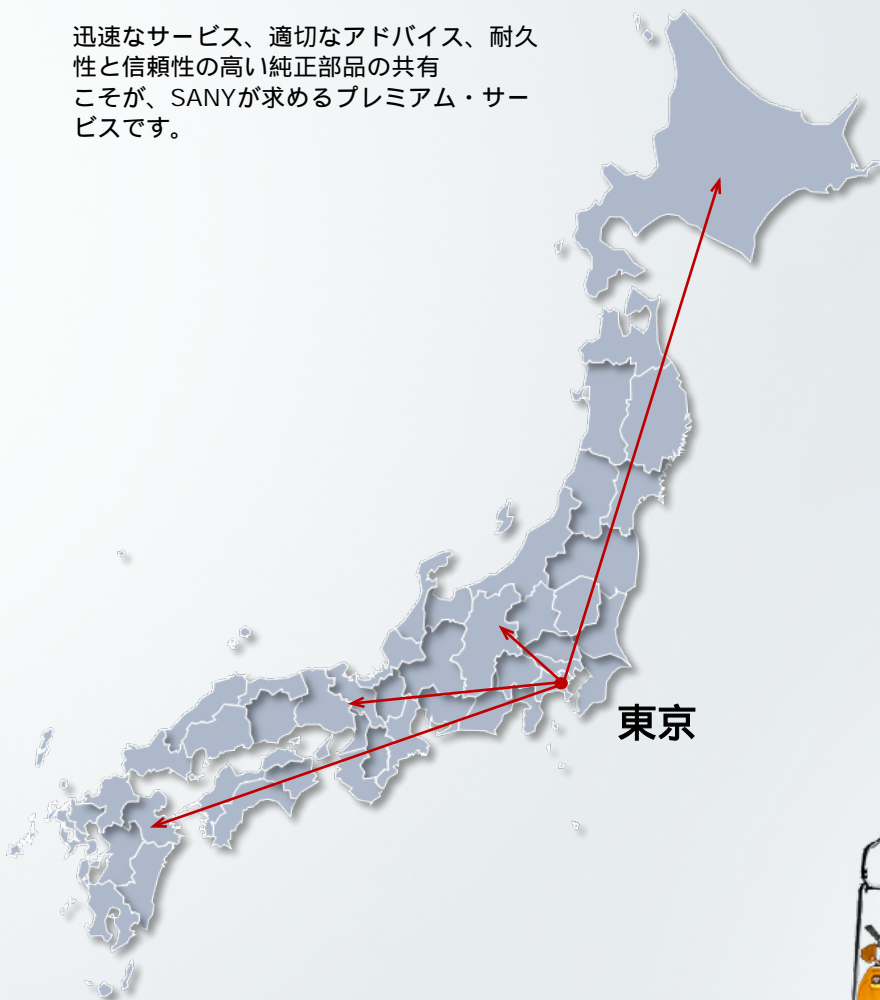 迅速なサービス、適切なアドバイス、耐久
性と信頼性の高い純正部品の共有
こそが、SANYが求めるプレミアム・サー
ビスです。
東京